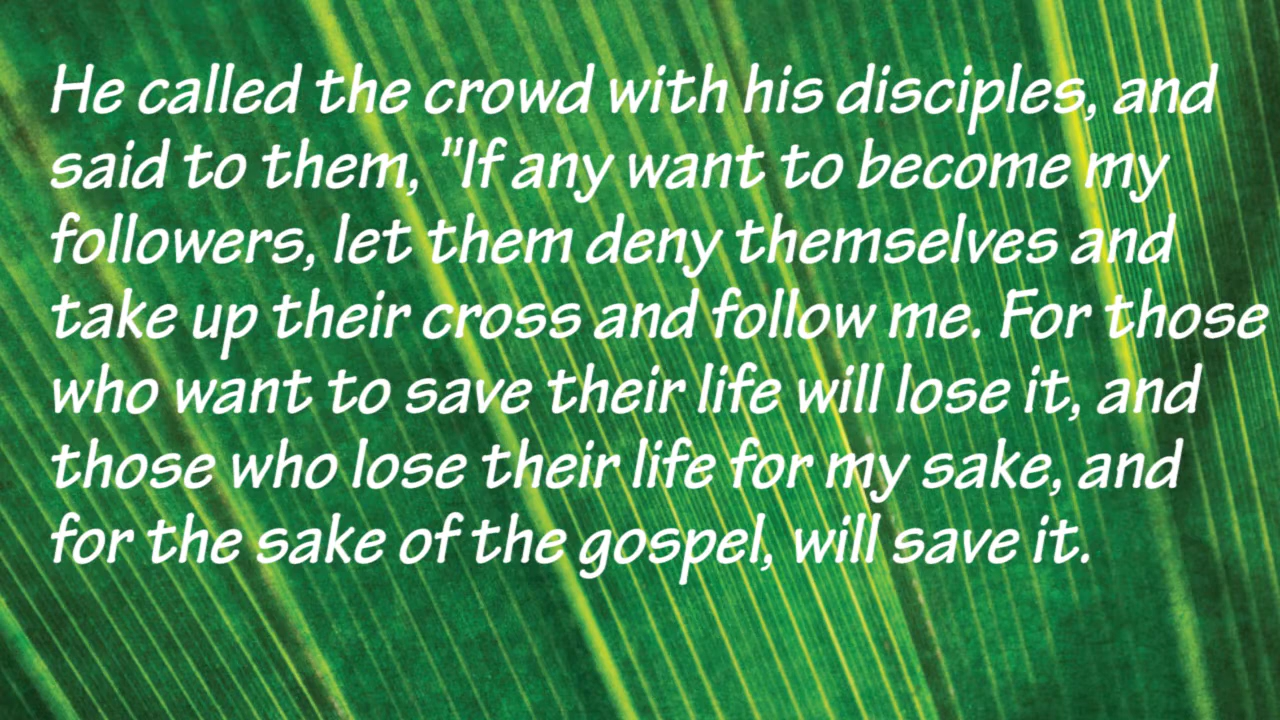 He called the crowd with his disciples, and
said to them, "If any want to become my
followers, let them deny themselves and
take up their cross and follow me. For those
who want to save their life will lose it, and
those who lose their life for my sake, and
for the sake of the gospel, will save it.